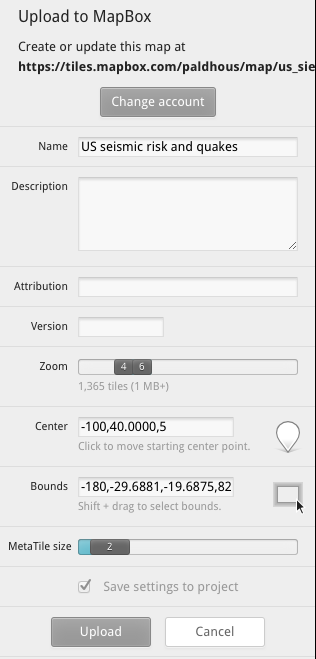 Upload to MapBox
Create or update this map at
https://tiles.mapbox.com/paldhous/map/us_sie
Change account
Name US seismic risk and quakes
Description
Attribution
Version
Zoom 4 6
1,365 tiles (1 MB+)
Center -100,40.0000,5
Click to move starting center point.
Bounds -180,-29.6881,-19.6875,82
Shift + drag to select bounds.
MetaTile size 2
Save settings to project
Upload Cancel